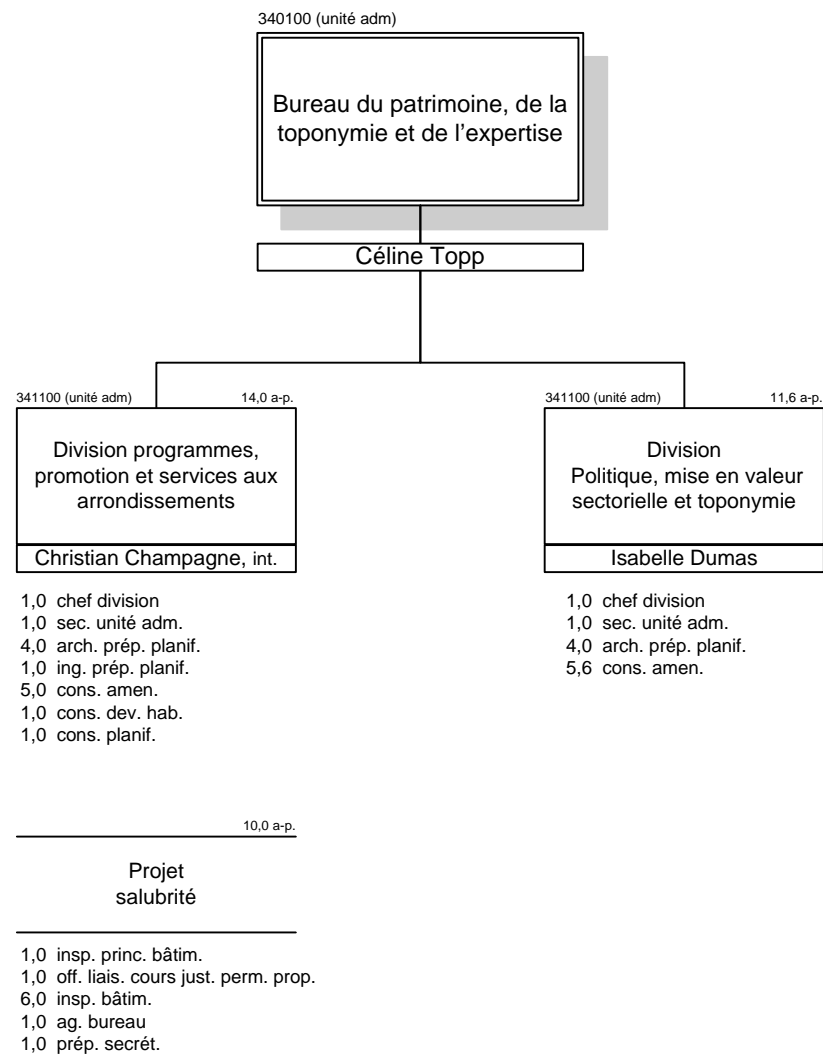 340100 (unité adm)
Bureau du patrimoine, de la
toponymie et de l’expertise
Céline Topp
341100 (unité adm)
14,0 a-p.
Division programmes,
promotion et services aux
arrondissements
Christian Champagne, int.
1,0 chef division
1,0 sec. unité adm.
4,0 arch. prép. planif.
1,0 ing. prép. planif.
5,0 cons. amen.
1,0 cons. dev. hab.
1,0 cons. planif.
341100 (unité adm)
11,6 a-p.
Division
Politique, mise en valeur
sectorielle et toponymie
Isabelle Dumas
1,0 chef division
1,0 sec. unité adm.
4,0 arch. prép. planif.
5,6 cons. amen.
10,0 a-p.
Projet
salubrité
1,0 insp. princ. bâtim.
1,0 off. liais. cours just. perm. prop.
6,0 insp. bâtim.
1,0 ag. bureau
1,0 prép. secrét.